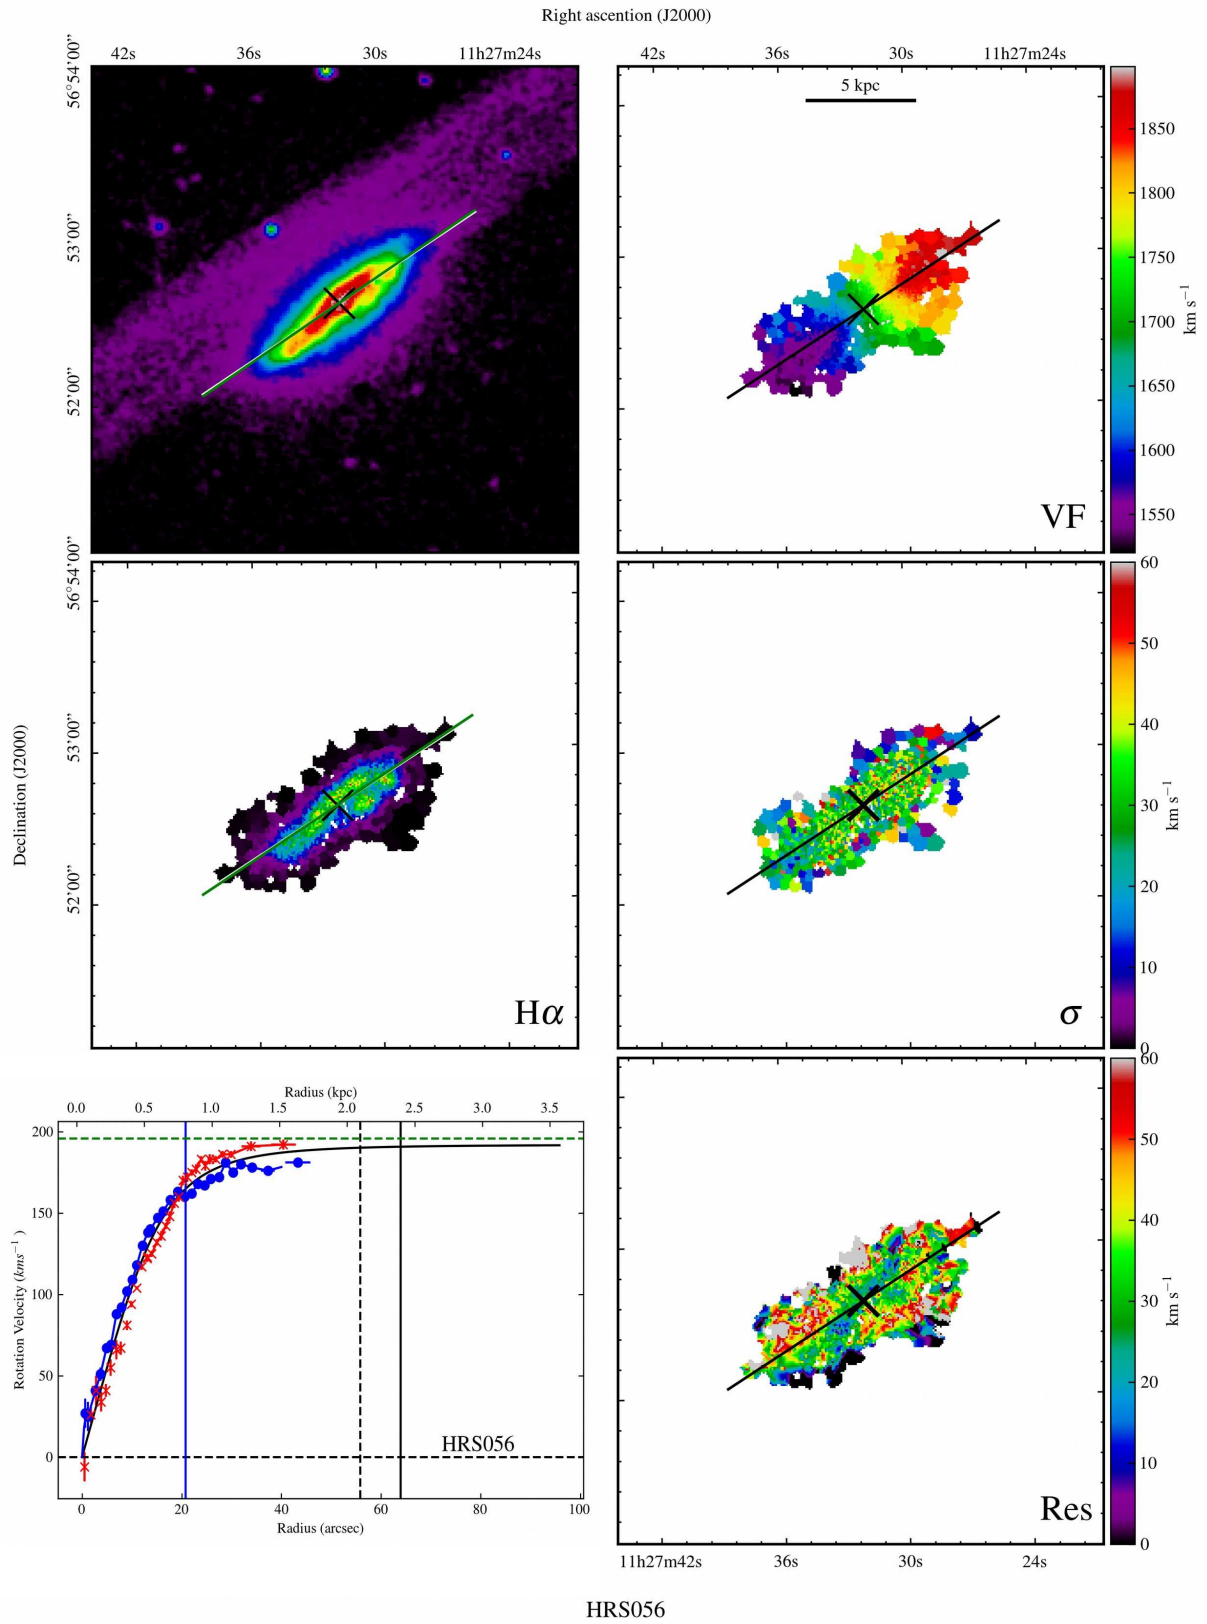 Right ascention (J2000)
42s 36s 30s 11h27m24s 42s 36s 30s 11h27m24s
56°54'00" 53'00" 52'00"
5 kpc
VF
1850
1800
1750
1700
1650
1600
1550
km s⁻¹
Declination (J2000)
56°54'00" 53'00" 52'00"
Hα
σ
60
50
40
30
20
10
0
km s⁻¹
Radius (kpc)
0.0 0.5 1.0 1.5 2.0 2.5 3.0 3.5
Rotation Velocity (kms⁻¹ )
200
150
100
50
0
HRS056
0 20 40 60 80 100
Radius (arcsec)
Res
60
50
40
30
20
10
0
km s⁻¹
11h27m42s 36s 30s 24s
HRS056